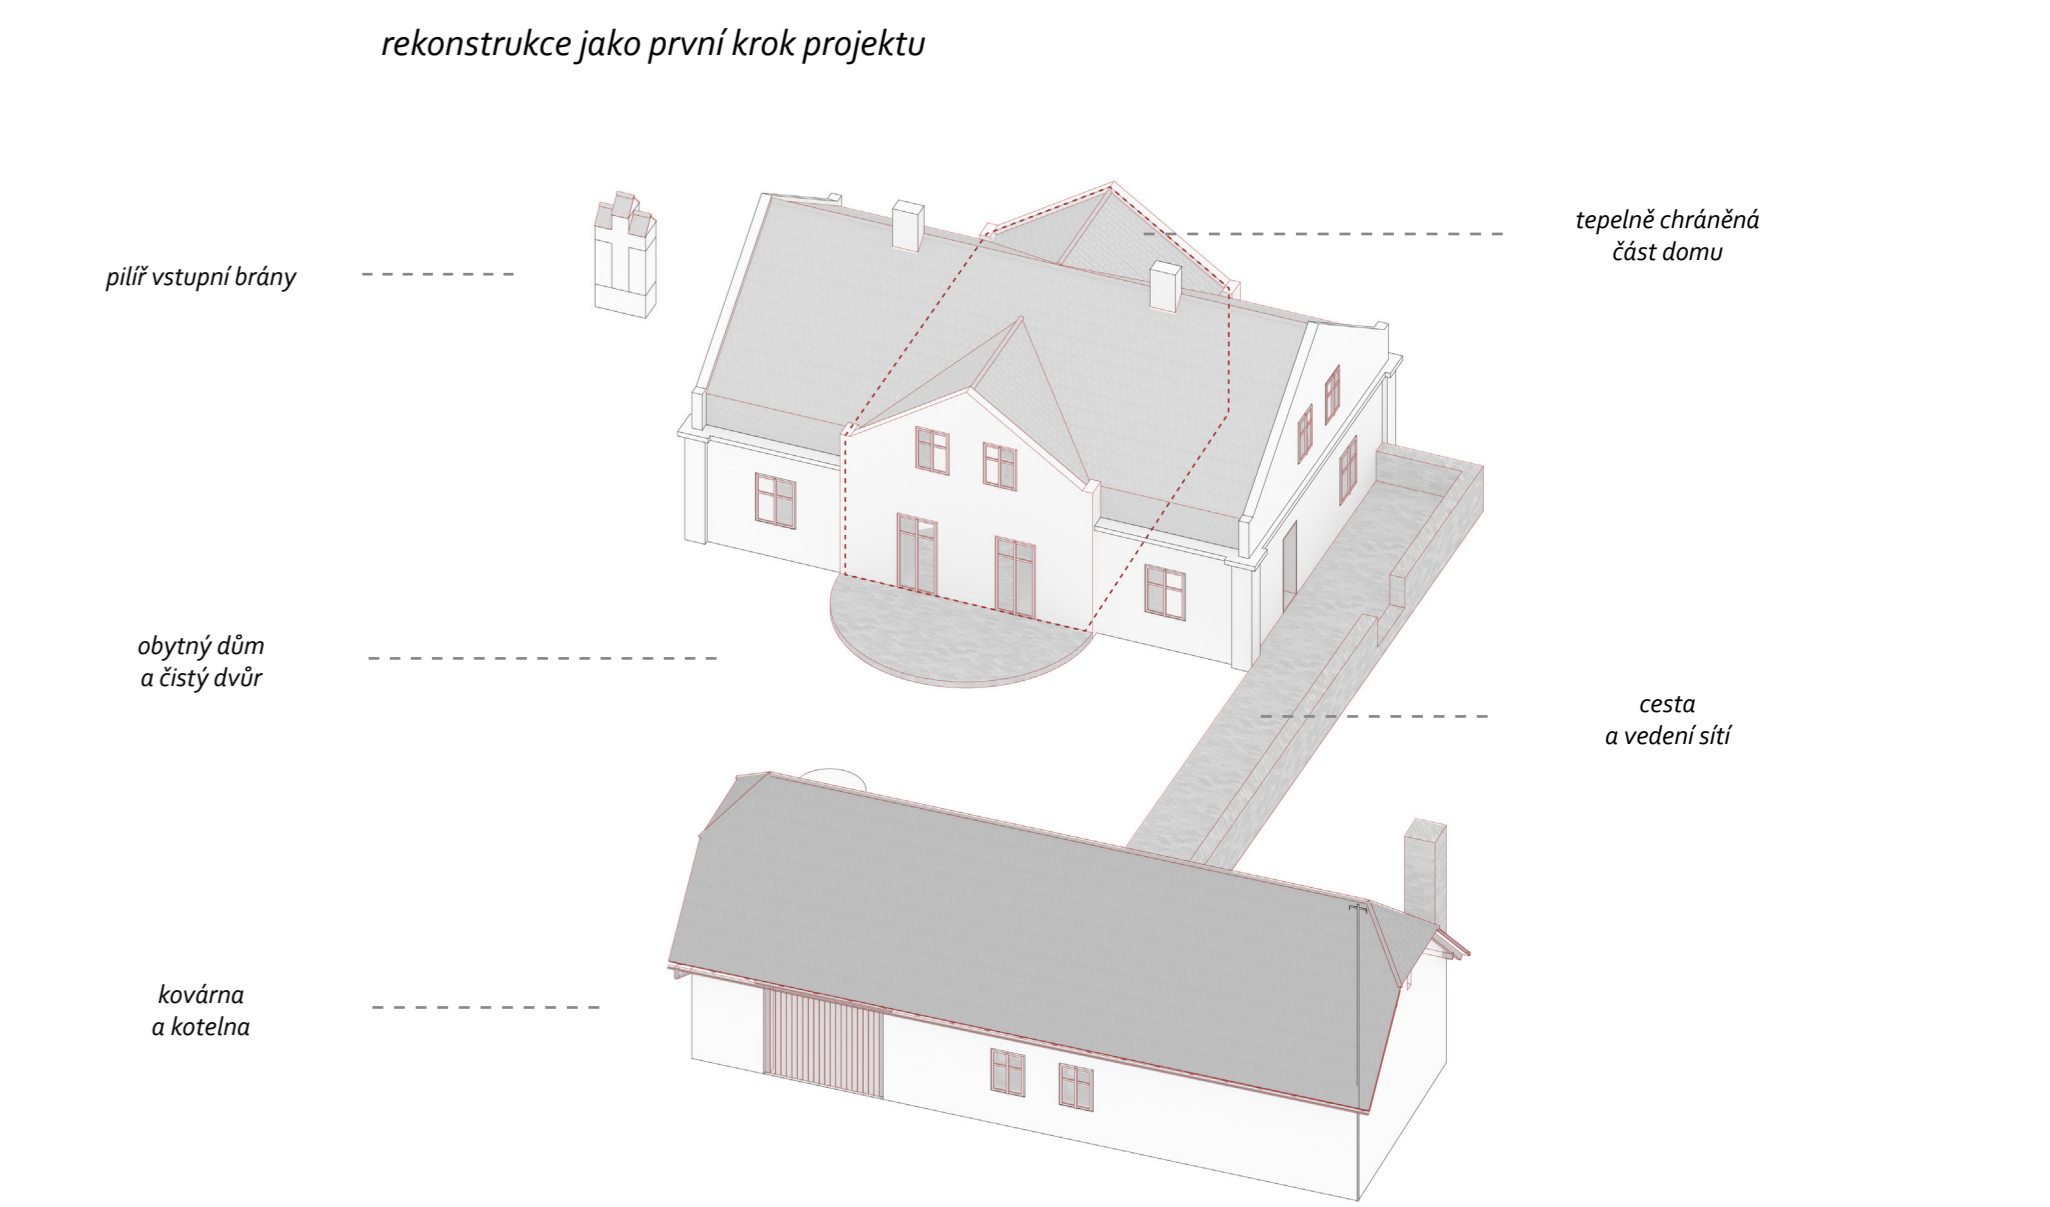 rekonstrukce jako první krok projektu
tepelně chráněná
část domu
pilíř vstupní brány
obytný dům
a čistý dvůr
cesta
a vedení sítí
kovárna
a kotelna